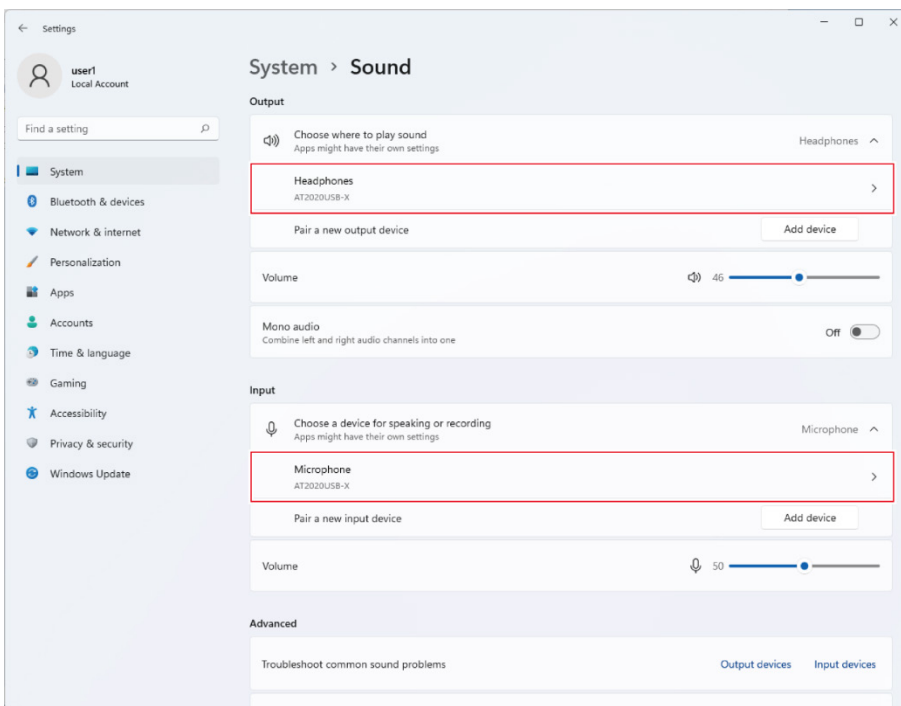 Settings
user1
Local Account
Find a setting
System
Bluetooth & devices
Network & internet
Personalization
Apps
Accounts
Time & language
Gaming
Accessibility
Privacy & security
Windows Update
System › Sound
Output
Choose where to play sound
Apps might have their own settings
Headphones
Headphones
AT2020USB-X
Pair a new output device
Add device
Volume
46
Mono audio
Combine left and right audio channels into one
Off
Input
Choose a device for speaking or recording
Apps might have their own settings
Microphone
Microphone
AT2020USB-X
Pair a new input device
Add device
Volume
50
Advanced
Troubleshoot common sound problems
Output devices
Input devices